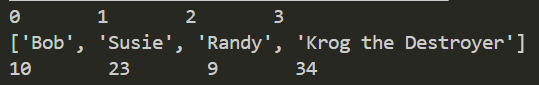 0 1 2 3
['Bob', 'Susie', 'Randy', 'Krog the Destroyer']
10 23 9 34